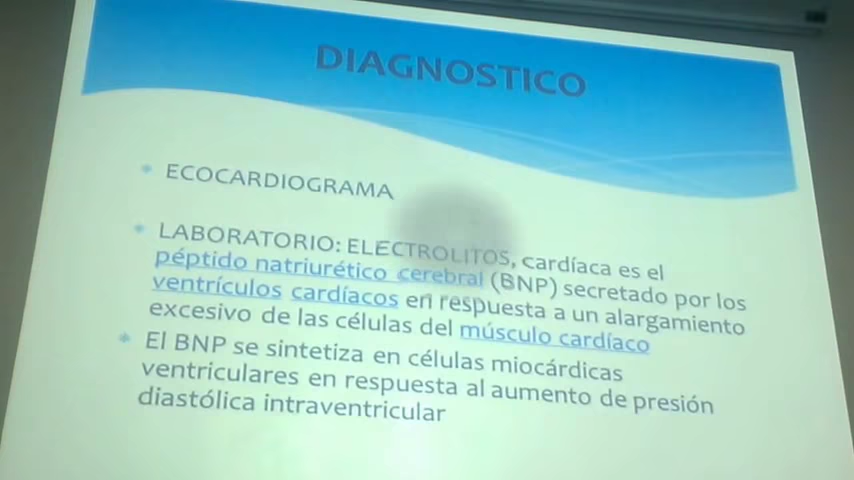 DIAGNOSTICO
ECOCARDIOGRAMA
LABORATORIO: ELECTROLITOS, cardíaca es el
péptido natriurético cerebral (BNP) secretado por los
ventrículos cardíacos en respuesta a un alargamiento
excesivo de las células del músculo cardíaco
El BNP se sintetiza en células miocárdicas
ventriculares en respuesta al aumento de presión
diastólica intraventricular